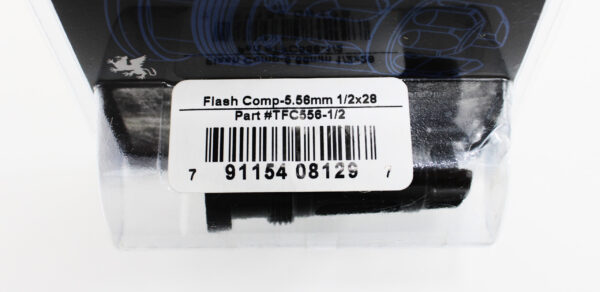 Flash Comp-5.56mm 1/2x28
Part #TFC556-1/2
7 91154 08129 7